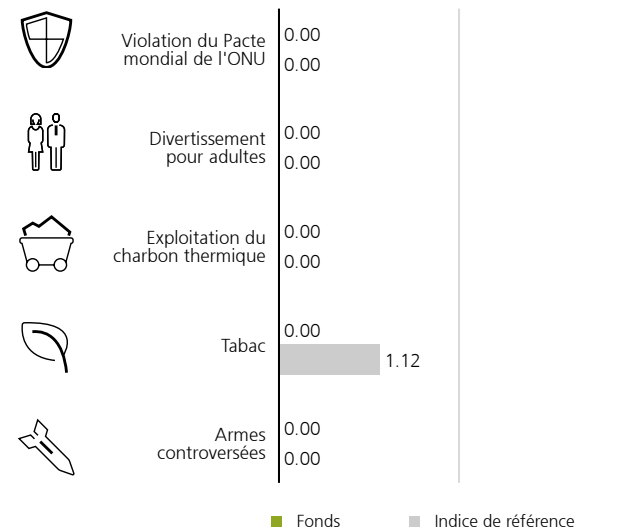 Violation du Pacte
mondial de l'ONU
0.00
0.00
Divertissement
pour adultes
0.00
0.00
Exploitation du
charbon thermique
0.00
0.00
Tabac
0.00
1.12
Armes
controversées
0.00
0.00
Fonds
Indice de référence